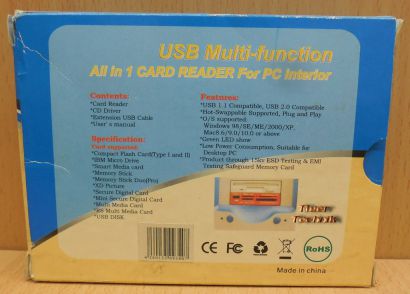 USB Multi-function
All in 1 CARD READER For PC Interior
Contents:
*Card Reader
*CD Driver
*Extension USB Cable
*User's manual
Specification:
Card supported:
*Compact Flash Card(Type I and II)
*IBM Micro Drive
*Smart Media card
*Memory Stick
*Memory Stick Duo(Pro)
*XD Picture
*Secure Digital Card
*Mini Secure Digital Card
*Multi Media Card
*RS Multi Media Card
*USB DISK
Features:
*USB 1.1 Compatible, USB 2.0 Compatible
*Hot-Swappable Supported, Plug and Play
*O/S supported:
Windows 98/SE/ME/2000/XP,
Mac8.6/9.0/10.0 or above
*Green LED show
*Low Power Consumption, Suitable for
Desktop PC
*Product through 15kv ESD Testing & EMI
Testing Safeguard Memory Card
CE
FC
RoHS
Made in china